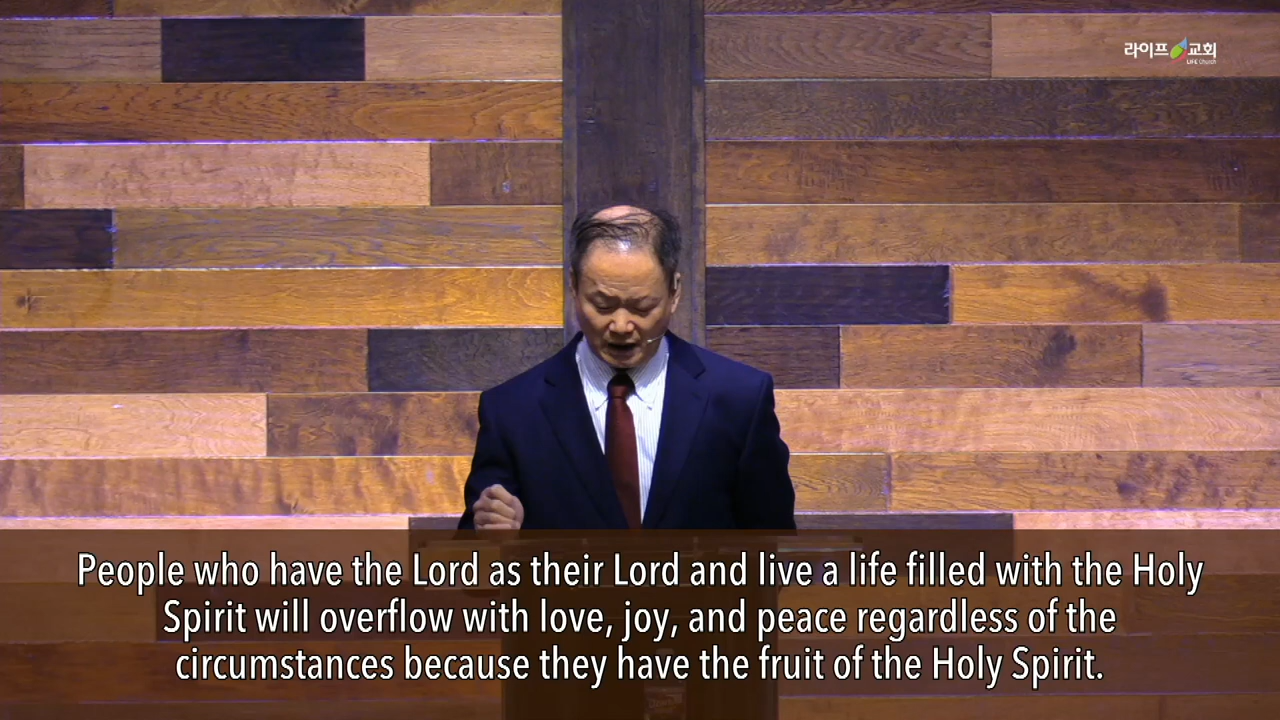 라이프교회
LIFE Church
People who have the Lord as their Lord and live a life filled with the Holy
Spirit will overflow with love, joy, and peace regardless of the
circumstances because they have the fruit of the Holy Spirit.